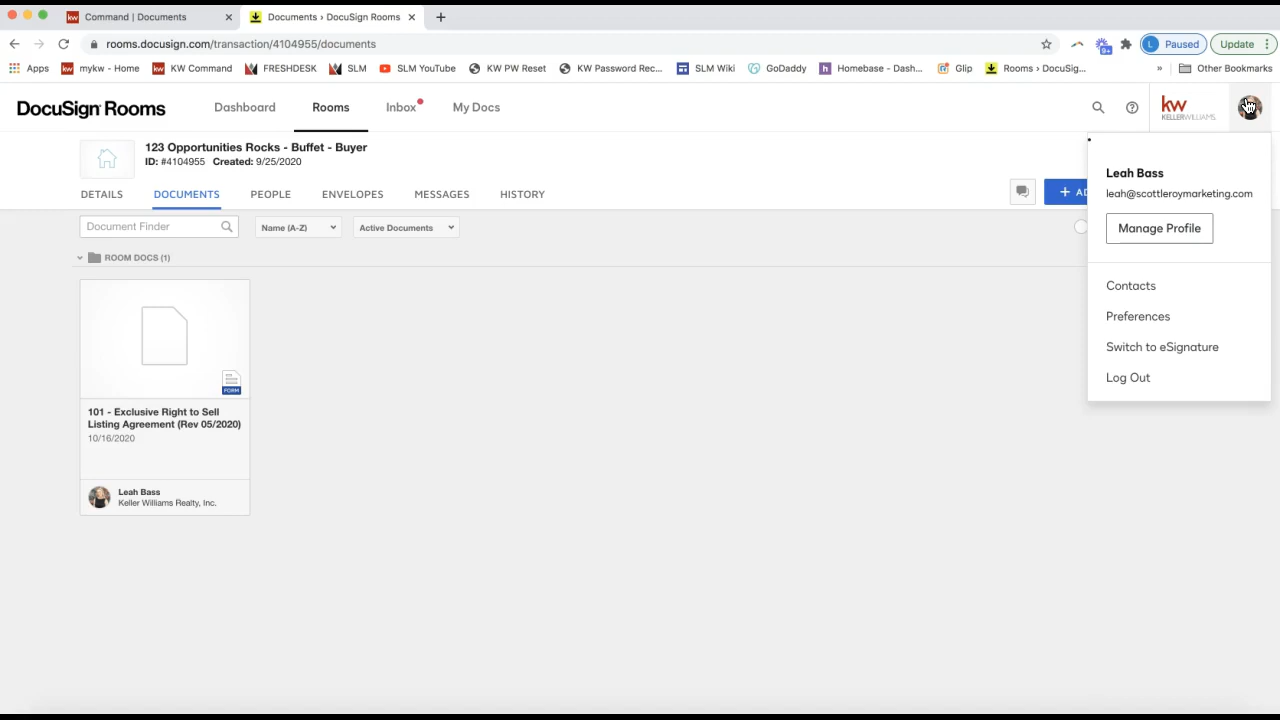 Command | Documents
Documents › DocuSign Rooms
rooms.docusign.com/transaction/4104955/documents
L Paused
Update
Apps
kw mykw - Home
kw KW Command
FRESHDESK
SLM
SLM YouTube
KW PW Reset
KW Password Rec...
SLM Wiki
GoDaddy
h Homebase - Dash...
Glip
Rooms › DocuSig...
»
Other Bookmarks
DocuSign Rooms
Dashboard
Rooms
Inbox
My Docs
kw
KELLERWILLIAMS
123 Opportunities Rocks - Buffet - Buyer
ID: #4104955 Created: 9/25/2020
DETAILS
DOCUMENTS
PEOPLE
ENVELOPES
MESSAGES
HISTORY
+ AD
Document Finder
Name (A-Z)
Active Documents
ROOM DOCS (1)
FORM
101 - Exclusive Right to Sell
Listing Agreement (Rev 05/2020)
10/16/2020
Leah Bass
Keller Williams Realty, Inc.
Leah Bass
leah@scottleroymarketing.com
Manage Profile
Contacts
Preferences
Switch to eSignature
Log Out